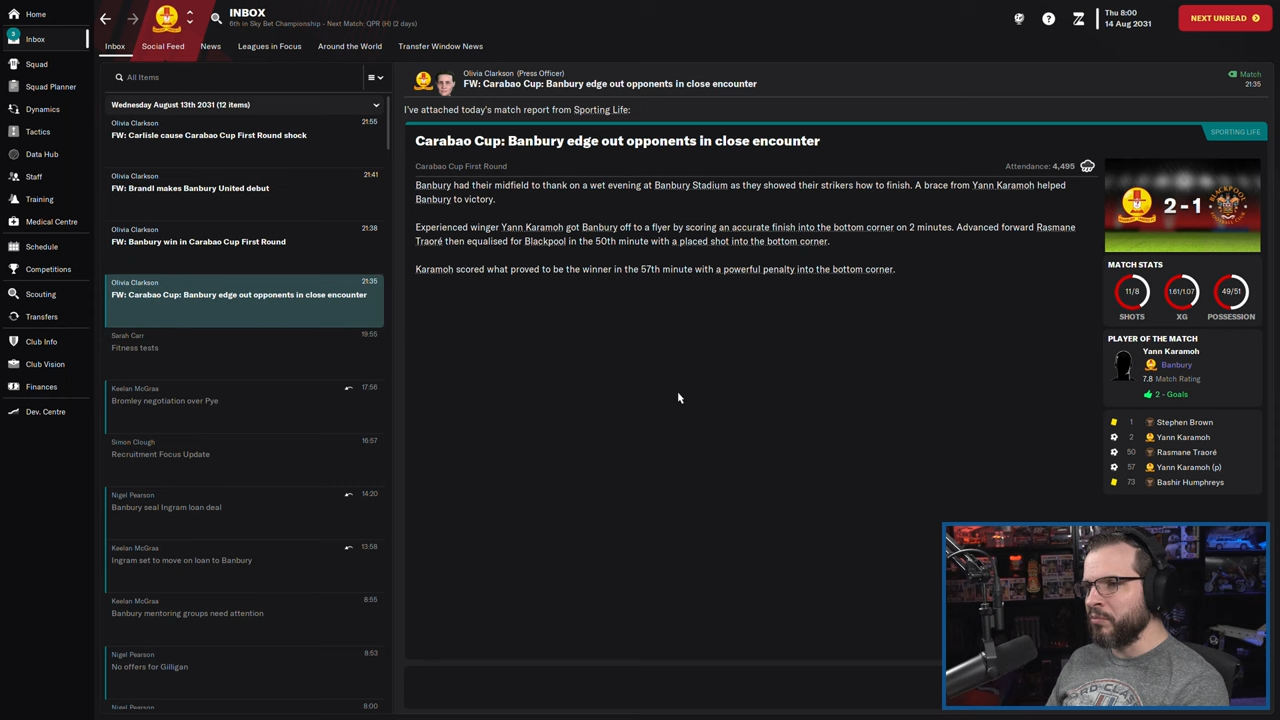 Home
3
Inbox
Squad
Squad Planner
Dynamics
Tactics
Data Hub
Staff
Training
Medical Centre
Schedule
Competitions
Scouting
Transfers
Club Info
Club Vision
Finances
Dev. Centre
INBOX
6th in Sky Bet Championship - Next Match: QPR (H) (2 days)
Thu 8:00
14 Aug 2031
NEXT UNREAD
Inbox
Social Feed
News
Leagues in Focus
Around the World
Transfer Window News
All Items
Wednesday August 13th 2031 (12 items)
Olivia Clarkson 21:55
FW: Carlisle cause Carabao Cup First Round shock
Olivia Clarkson 21:41
FW: Brandl makes Banbury United debut
Olivia Clarkson 21:38
FW: Banbury win in Carabao Cup First Round
Olivia Clarkson 21:35
FW: Carabao Cup: Banbury edge out opponents in close encounter
Sarah Carr 19:55
Fitness tests
Keelan McGraa 17:56
Bromley negotiation over Pye
Simon Clough 16:57
Recruitment Focus Update
Nigel Pearson 14:20
Banbury seal Ingram loan deal
Keelan McGraa 13:58
Ingram set to move on loan to Banbury
Keelan McGraa 8:55
Banbury mentoring groups need attention
Nigel Pearson 8:53
No offers for Gilligan
Nigel Pearson 8:00
Olivia Clarkson (Press Officer)
FW: Carabao Cup: Banbury edge out opponents in close encounter
Match
21:35
I've attached today's match report from Sporting Life:
SPORTING LIFE
Carabao Cup: Banbury edge out opponents in close encounter
Carabao Cup First Round
Attendance: 4,495
Banbury had their midfield to thank on a wet evening at Banbury Stadium as they showed their strikers how to finish. A brace from Yann Karamoh helped
Banbury to victory.
Experienced winger Yann Karamoh got Banbury off to a flyer by scoring an accurate finish into the bottom corner on 2 minutes. Advanced forward Rasmane
Traoré then equalised for Blackpool in the 50th minute with a placed shot into the bottom corner.
Karamoh scored what proved to be the winner in the 57th minute with a powerful penalty into the bottom corner.
2 - 1
MATCH STATS
11/8
1.61/1.07
49/51
SHOTS
XG
POSSESSION
PLAYER OF THE MATCH
Yann Karamoh
Banbury
7.8 Match Rating
2 - Goals
1 Stephen Brown
2 Yann Karamoh
50 Rasmane Traoré
57 Yann Karamoh (p)
73 Bashir Humphreys